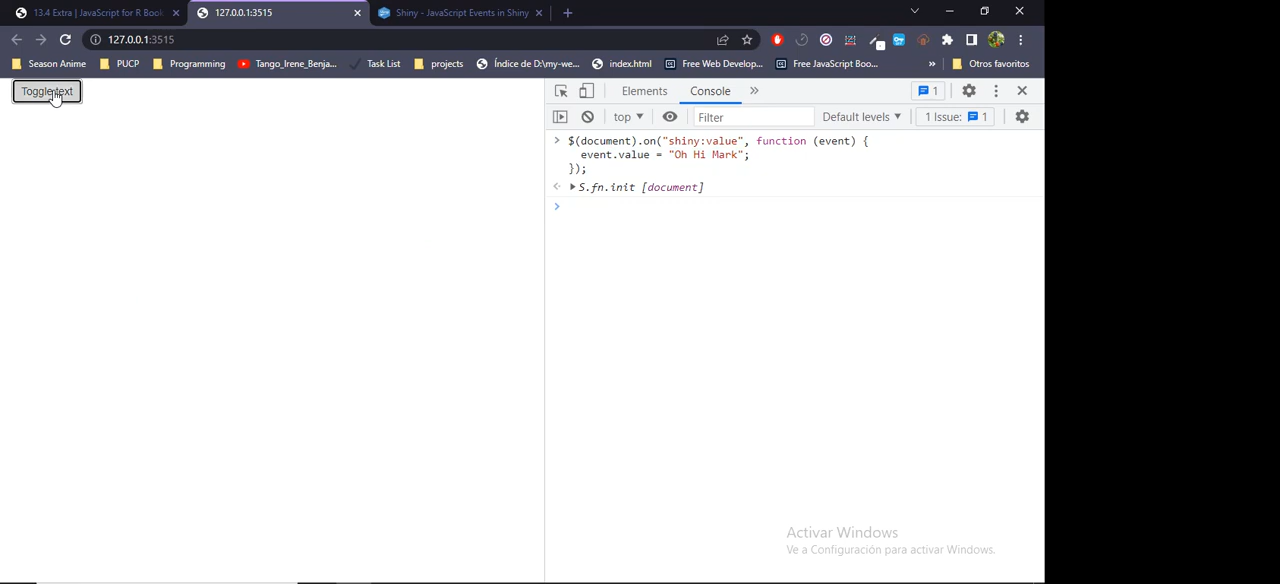 13.4 Extra | JavaScript for R Book
127.0.0.1:3515
Shiny - JavaScript Events in Shiny
127.0.0.1:3515
Season Anime
PUCP
Programming
Tango_Irene_Benja...
Task List
projects
Índice de D:\my-we...
index.html
Free Web Develop...
Free JavaScript Boo...
»
Otros favoritos
Toggle text
Elements
Console
»
1
top ▼
Filter
Default levels ▼
1 Issue: 1
> $(document).on("shiny:value", function (event) {
event.value = "Oh Hi Mark";
});
S.fn.init [document]
>
Activar Windows
Ve a Configuración para activar Windows.